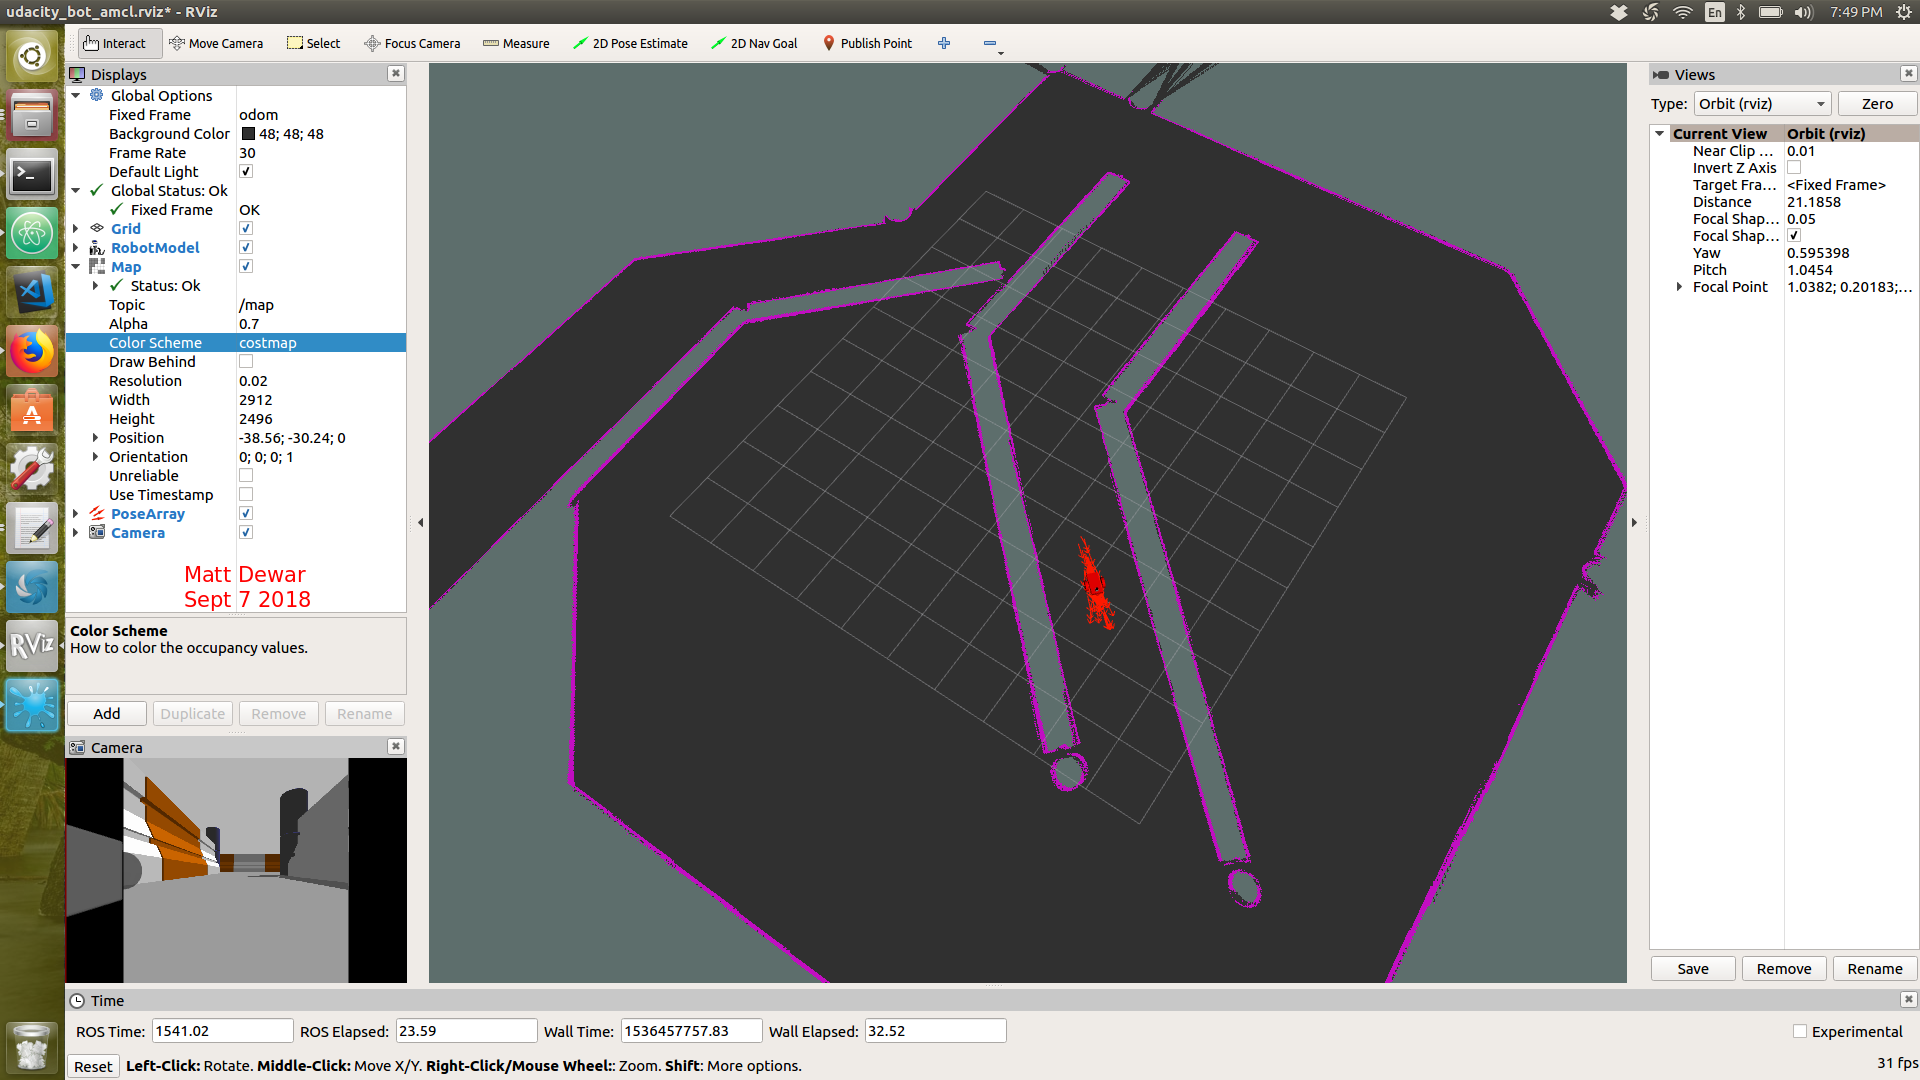 udacity_bot_amcl.rviz* - RViz
En
7:49 PM
Interact
Move Camera
Select
Focus Camera
Measure
2D Pose Estimate
2D Nav Goal
Publish Point
Displays
Global Options
Fixed Frame odom
Background Color 48; 48; 48
Frame Rate 30
Default Light
Global Status: Ok
Fixed Frame OK
Grid
RobotModel
Map
Status: Ok
Topic /map
Alpha 0.7
Color Scheme costmap
Draw Behind
Resolution 0.02
Width 2912
Height 2496
Position -38.56; -30.24; 0
Orientation 0; 0; 0; 1
Unreliable
Use Timestamp
PoseArray
Camera
Matt Dewar
Sept 7 2018
Color Scheme
How to color the occupancy values.
Add Duplicate Remove Rename
RViz
Camera
Views
Type: Orbit (rviz) Zero
Current View Orbit (rviz)
Near Clip ... 0.01
Invert Z Axis
Target Fra... <Fixed Frame>
Distance 21.1858
Focal Shap... 0.05
Focal Shap...
Yaw 0.595398
Pitch 1.0454
Focal Point 1.0382; 0.20183;...
Save Remove Rename
Time
ROS Time: 1541.02 ROS Elapsed: 23.59 Wall Time: 1536457757.83 Wall Elapsed: 32.52 Experimental
Reset Left-Click: Rotate. Middle-Click: Move X/Y. Right-Click/Mouse Wheel:: Zoom. Shift: More options. 31 fps